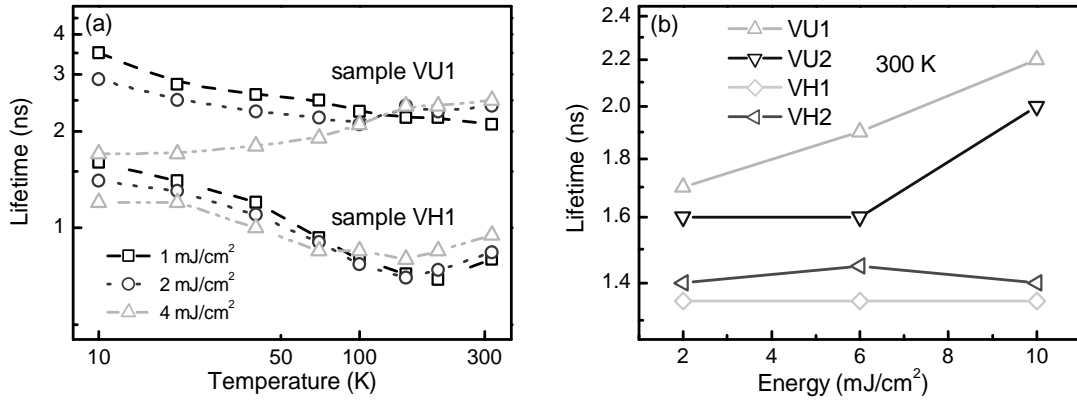 (a)
Lifetime (ns)
4
3
2
1
sample VU1
sample VH1
1 mJ/cm²
2 mJ/cm²
4 mJ/cm²
10
50
100
300
Temperature (K)
(b)
Lifetime (ns)
2.2
2.0
1.8
1.6
1.4
VU1
VU2
VH1
VH2
300 K
2
4
6
8
10
Energy (mJ/cm²)